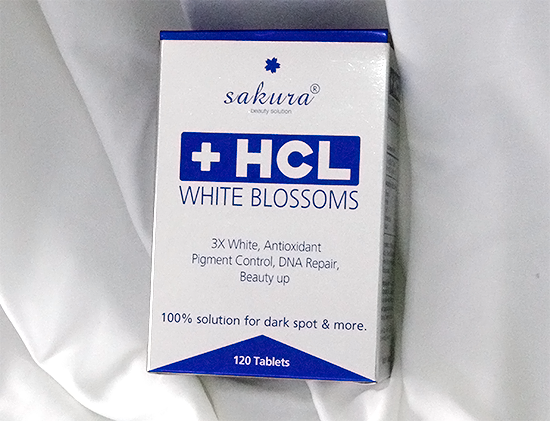 sakura®
beauty solution
+ HCL
WHITE BLOSSOMS
3X White, Antioxidant
Pigment Control, DNA Repair,
Beauty up
100% solution for dark spot & more.
120 Tablets